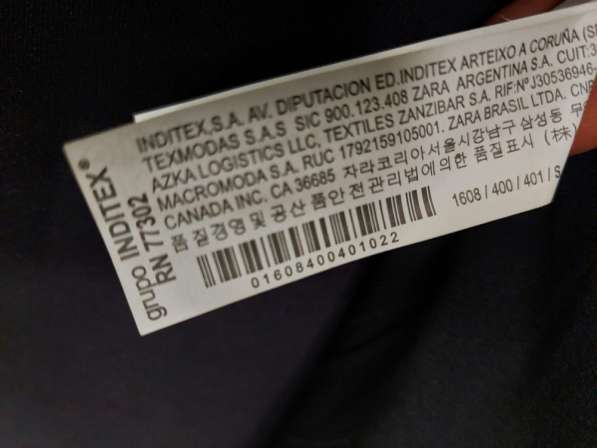 grupo INDITEX®
RN 77302
INDITEX,S.A. AV. DIPUTACION ED.INDITEX ARTEIXO A CORUÑA
TEXMODAS S.A.S SIC 900.123.408 ZARA ARGENTINA S.A. CUIT:
AZKA LOGISTICS LLC, TEXTILES ZANZIBAR S.A. RIF:Nº J30536946-
MACROMODA S.A. RUC 1792159105001. ZARA BRASIL LTDA.
CANADA INC. CA 36685 자라코리아서울시강남구 삼성동
품질경영 및 공산 품안 전관리법에의한 품질표시 (株)
1608 / 400 / 401 / S
01608400401022